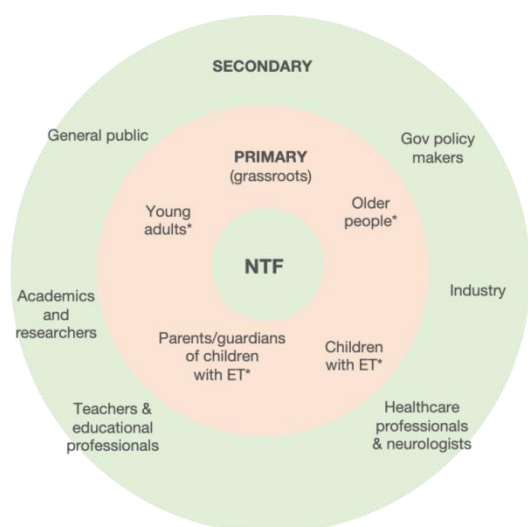 SECONDARY
General public
Gov policy
makers
PRIMARY
(grassroots)
Young
adults*
Older
people*
NTF
Academics
and
researchers
Industry
Parents/guardians
of children
with ET*
Children
with ET*
Teachers &
educational
professionals
Healthcare
professionals
& neurologists